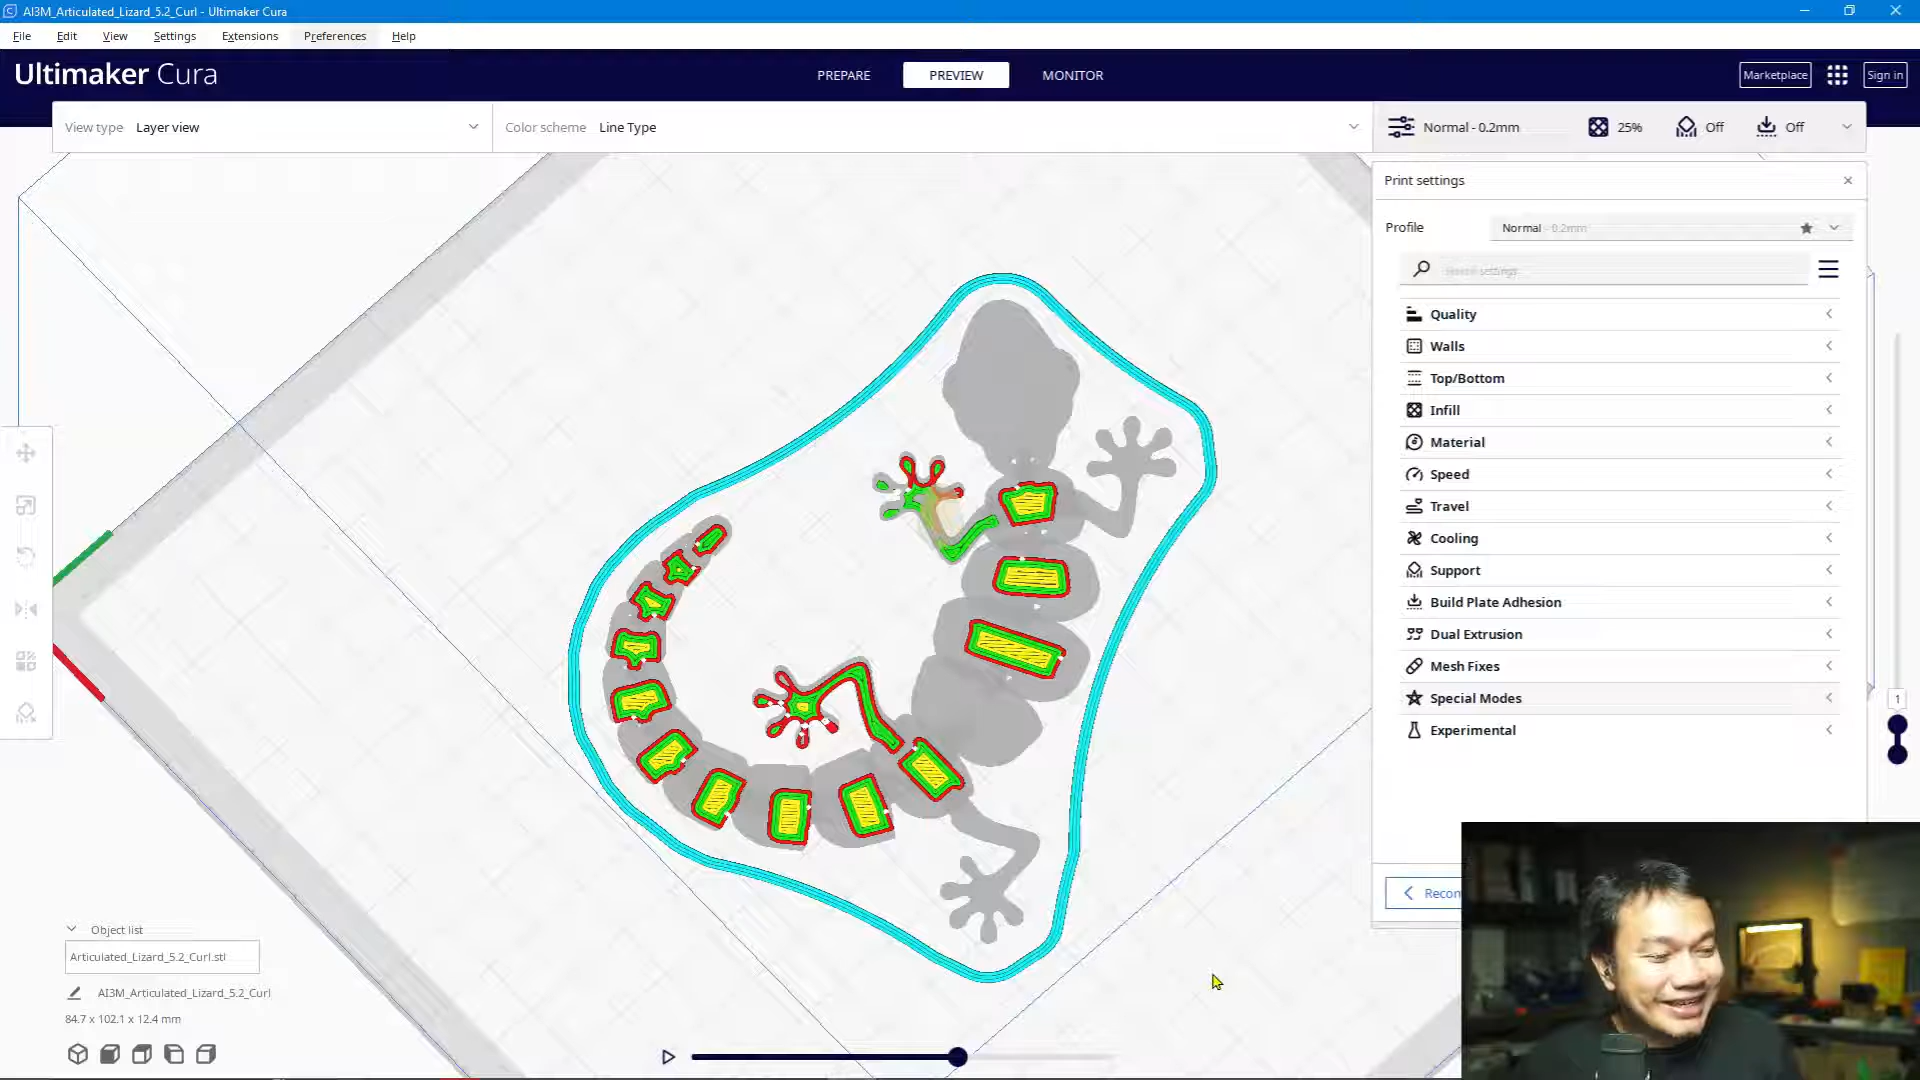 AI3M_Articulated_Lizard_5.2_Curl - Ultimaker Cura
File Edit View Settings Extensions Preferences Help
Ultimaker Cura
PREPARE PREVIEW MONITOR
Marketplace
Sign in
View type Layer view
Color scheme Line Type
Normal - 0.2mm
25%
Off
Off
Print settings
Profile
Normal - 0.2mm
Search settings
Quality
Walls
Top/Bottom
Infill
Material
Speed
Travel
Cooling
Support
Build Plate Adhesion
Dual Extrusion
Mesh Fixes
Special Modes
Experimental
1
Recom
Object list
Articulated_Lizard_5.2_Curl.stl
AI3M_Articulated_Lizard_5.2_Curl
84.7 x 102.1 x 12.4 mm